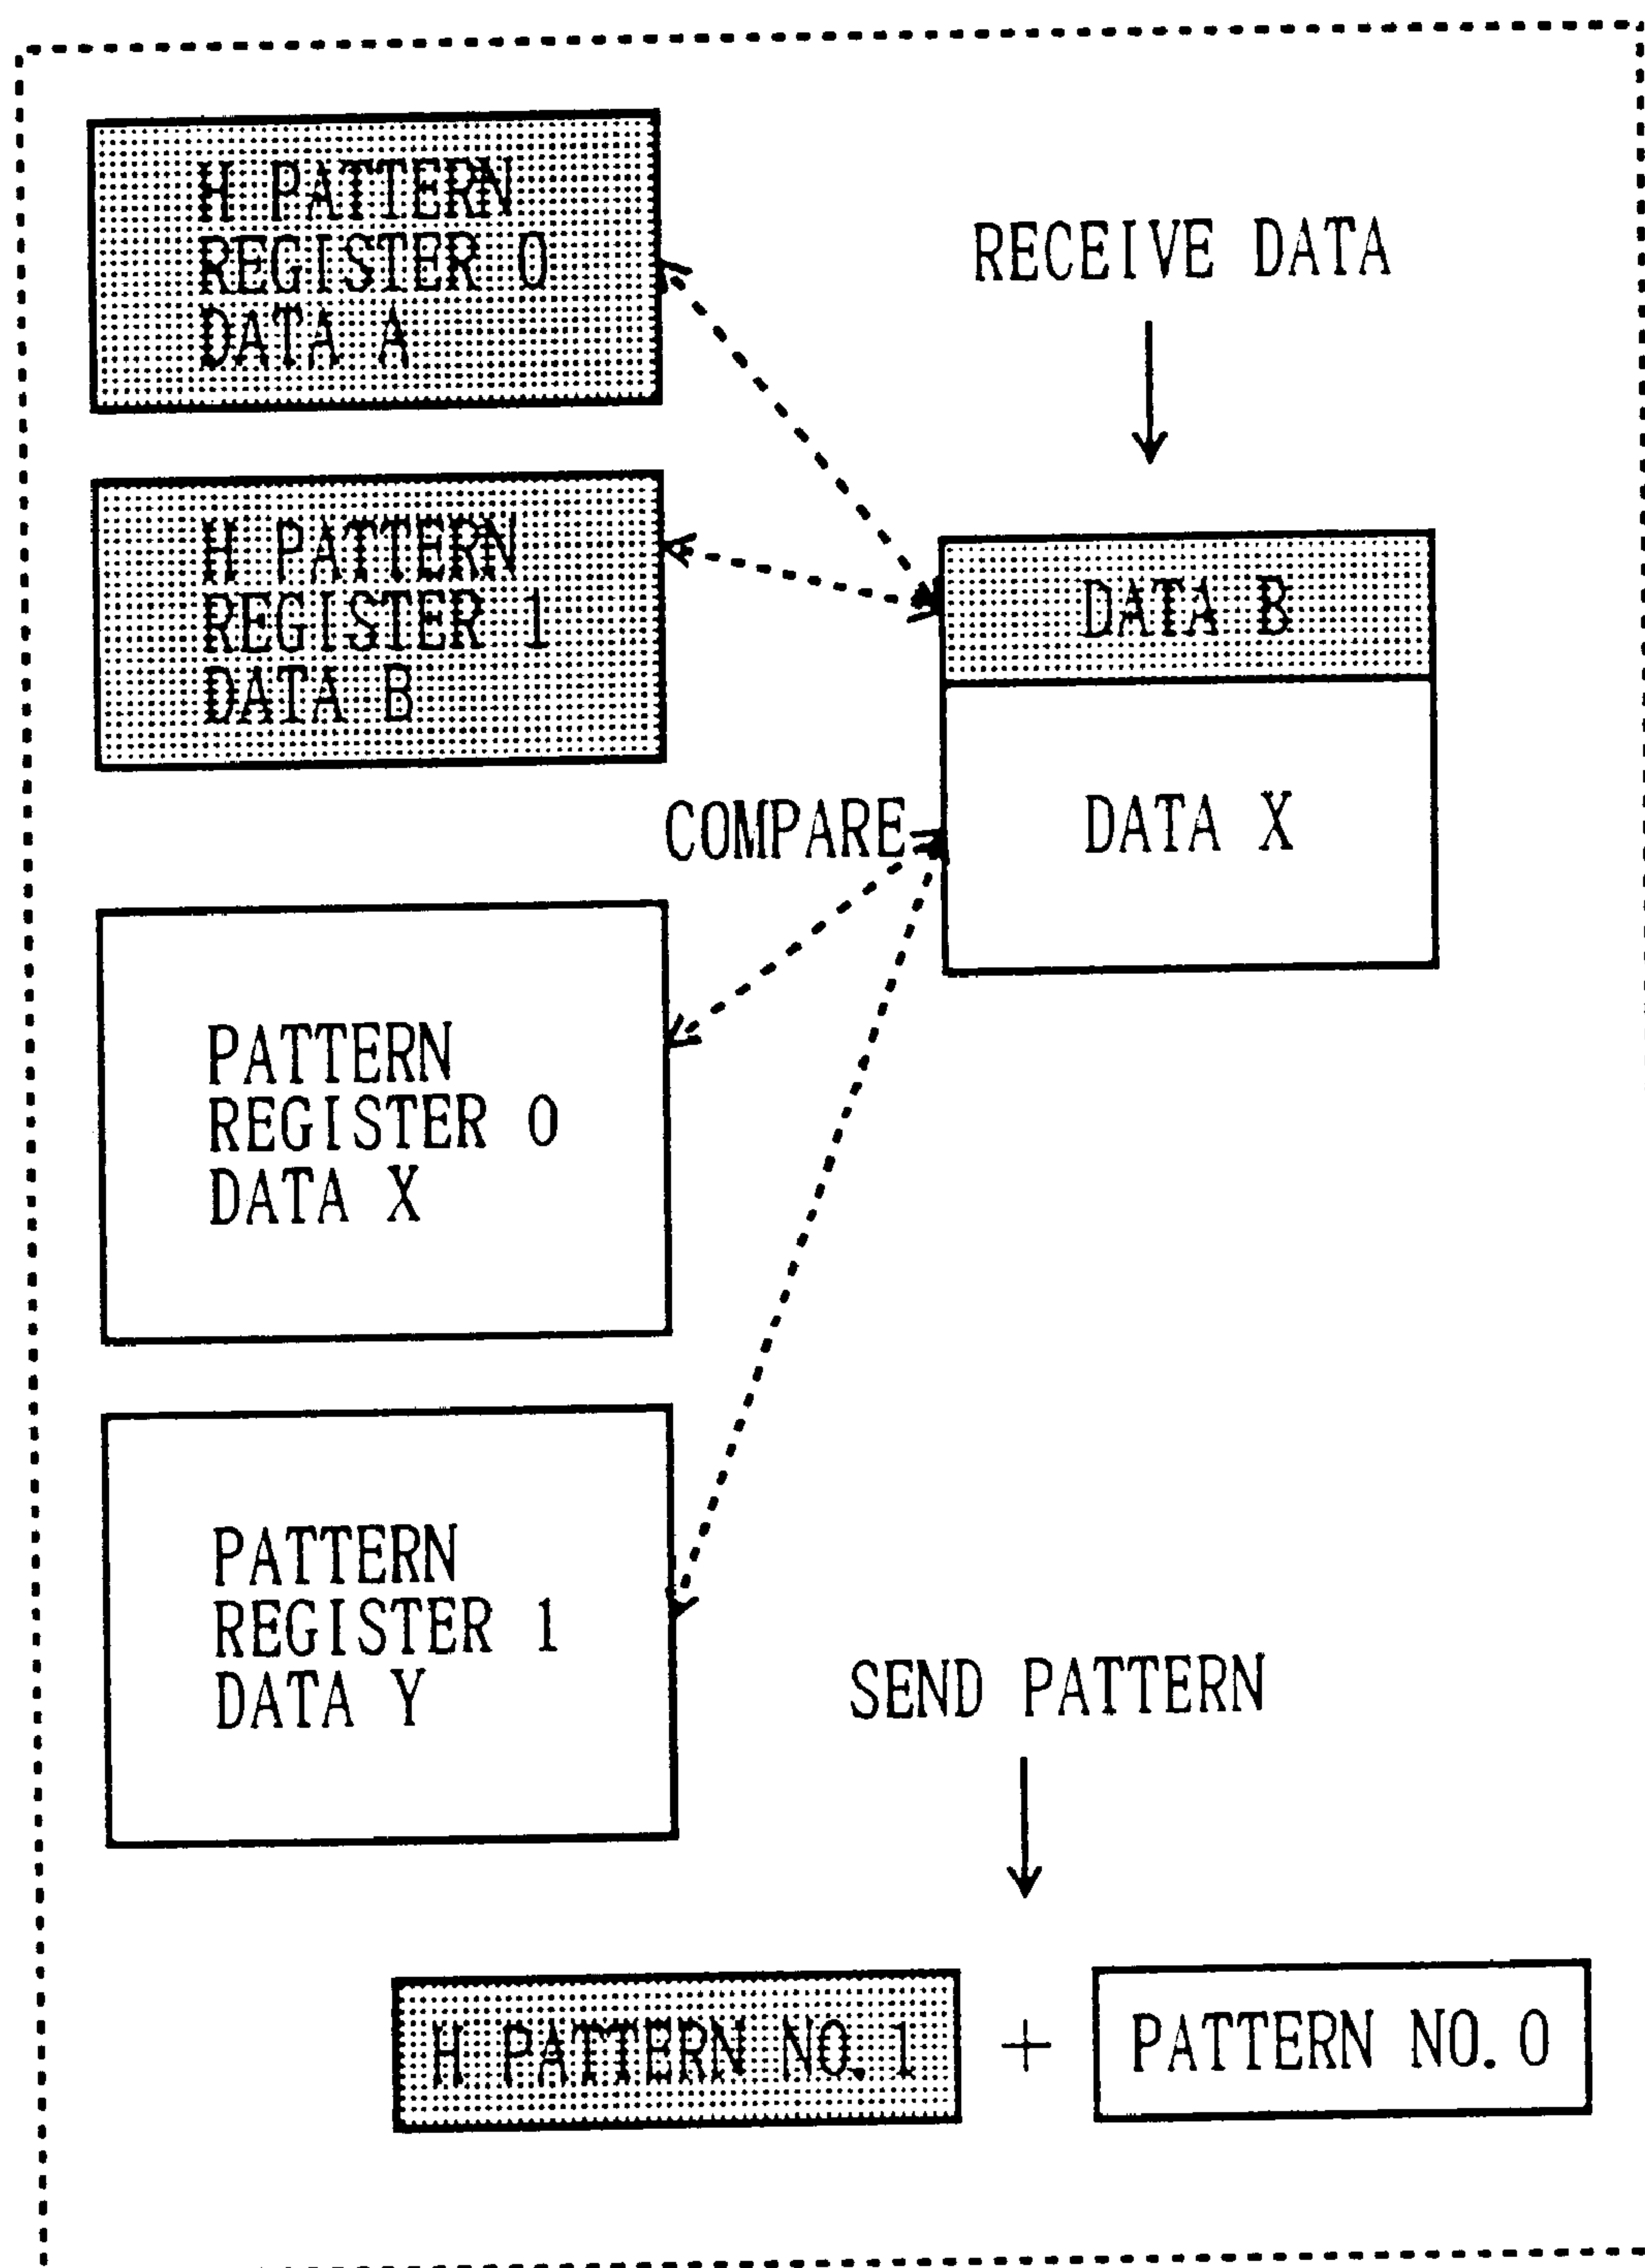 H PATTERN
REGISTER 0
DATA A
RECEIVE DATA
H PATTERN
REGISTER 1
DATA B
DATA B
DATA X
COMPARE
PATTERN
REGISTER 0
DATA X
PATTERN
REGISTER 1
DATA Y
SEND PATTERN
H PATTERN NO. 1
+
PATTERN NO. 0